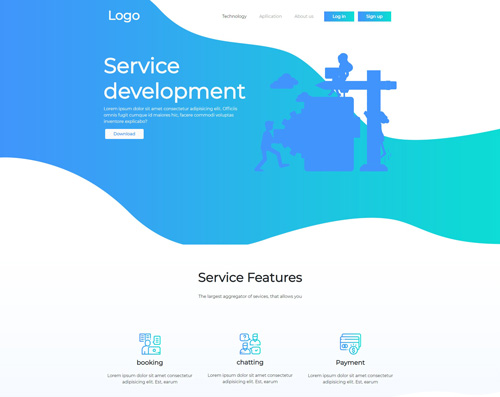 Logo
Technology Apllication About us Log in Sign up
Service
development
Lorem ipsum dolor sit amet consectetur adipisicing elit. Officiis
omnis fugit cumque id maiores hic, facere commodi voluptas
inventore explicabo?
Download
Service Features
The largest aggregator of sevices, that allows you
booking
Lorem ipsum dolor sit amet consectetur
adipisicing elit. Est, earum
chatting
Lorem ipsum dolor sit amet consectetur
adipisicing elit. Est, earum
Payment
Lorem ipsum dolor sit amet consectetur
adipisicing elit. Est, earum